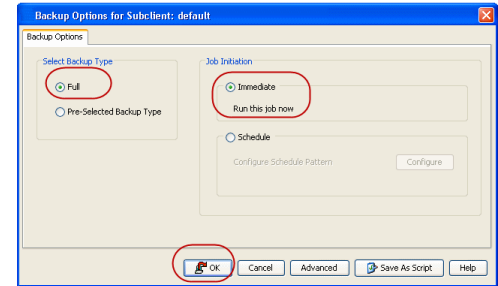 Backup Options for Subclient: default
Backup Options
Select Backup Type
Full
Pre-Selected Backup Type
Job Initiation
Immediate
Run this job now
Schedule
Configure Schedule Pattern
Configure
OK
Cancel
Advanced
Save As Script
Help